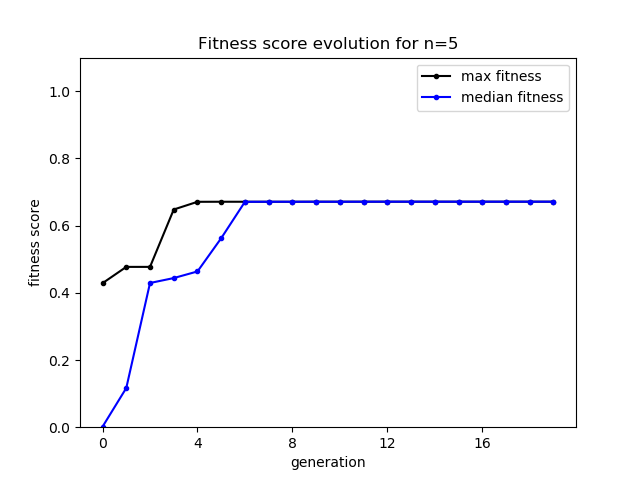 Fitness score evolution for n=5
max fitness
median fitness
1.0
0.8
0.6
0.4
0.2
0.0
fitness score
0 4 8 12 16
generation